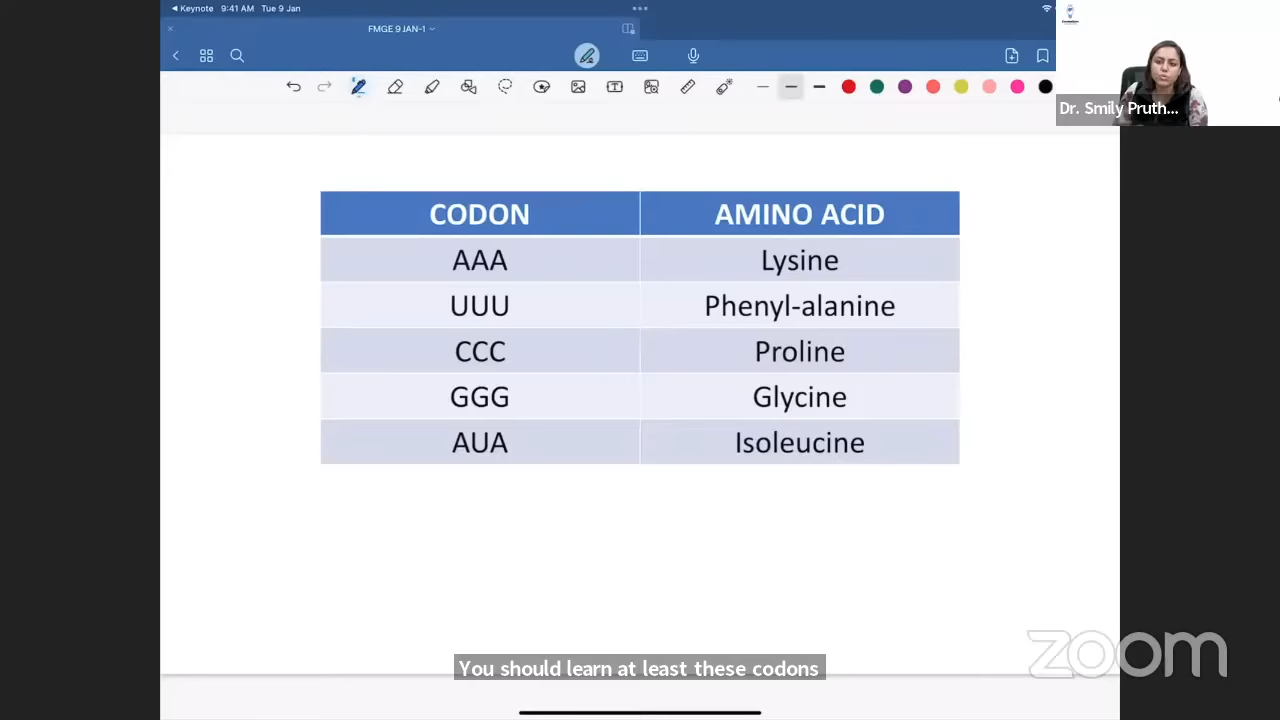 Keynote 9:41 AM Tue 9 Jan
FMGE 9 JAN-1
Dr. Smily Pruth...
CODON AMINO ACID
AAA Lysine
UUU Phenyl-alanine
CCC Proline
GGG Glycine
AUA Isoleucine
You should learn at least these codons
zoom